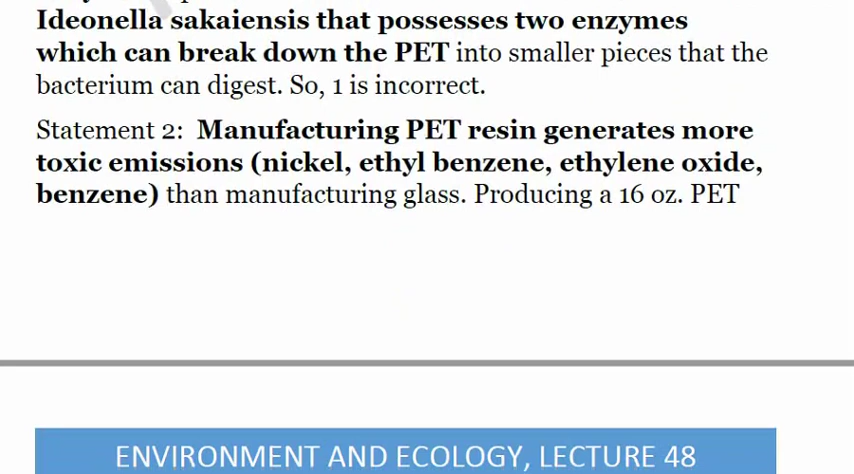 Ideonella sakaiensis that possesses two enzymes
which can break down the PET into smaller pieces that the
bacterium can digest. So, 1 is incorrect.
Statement 2: Manufacturing PET resin generates more
toxic emissions (nickel, ethyl benzene, ethylene oxide,
benzene) than manufacturing glass. Producing a 16 oz. PET
ENVIRONMENT AND ECOLOGY, LECTURE 48